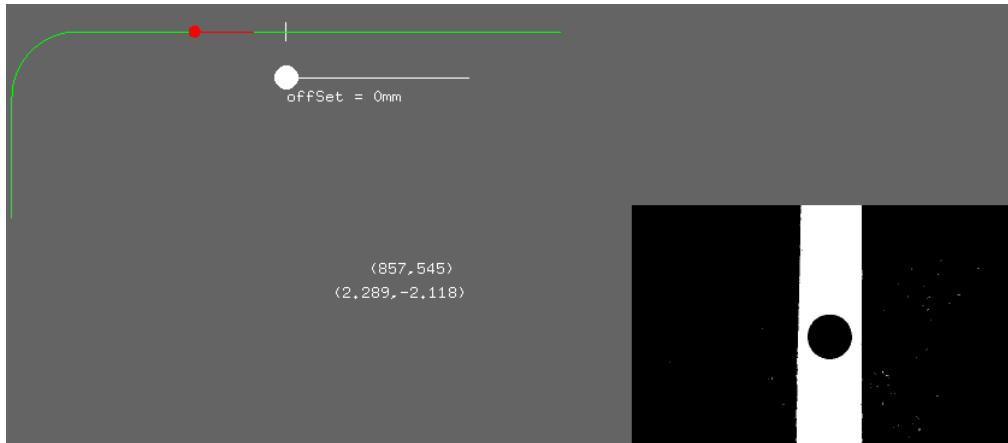 offSet = 0mm
(857,545)
(2.289,-2.118)